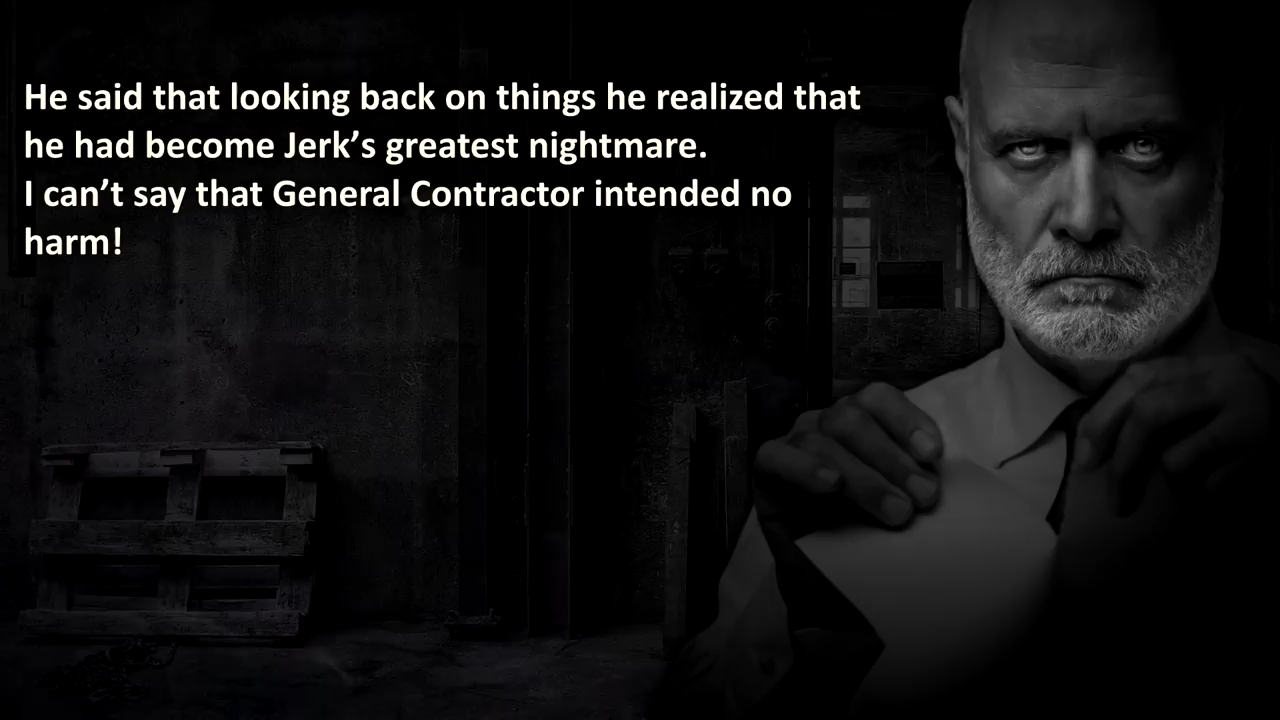 He said that looking back on things he realized that
he had become Jerk’s greatest nightmare.
I can’t say that General Contractor intended no
harm!